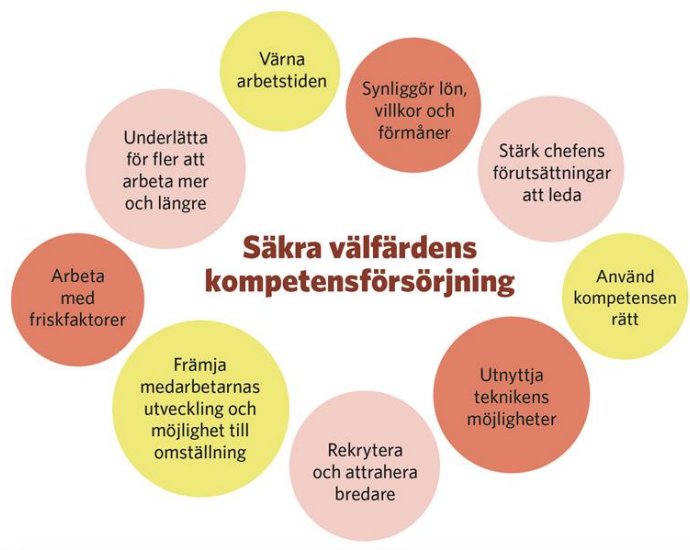 Värna
arbetstiden
Synliggör lön,
villkor och
förmåner
Stärk chefens
förutsättningar
att leda
Använd
kompetensen
rätt
Utnyttja
teknikens
möjligheter
Rekrytera
och attrahera
bredare
Främja
medarbetarnas
utveckling och
möjlighet till
omställning
Arbeta
med
friskfaktorer
Underlätta
för fler att
arbeta mer
och längre
Säkra välfärdens
kompetensförsörjning